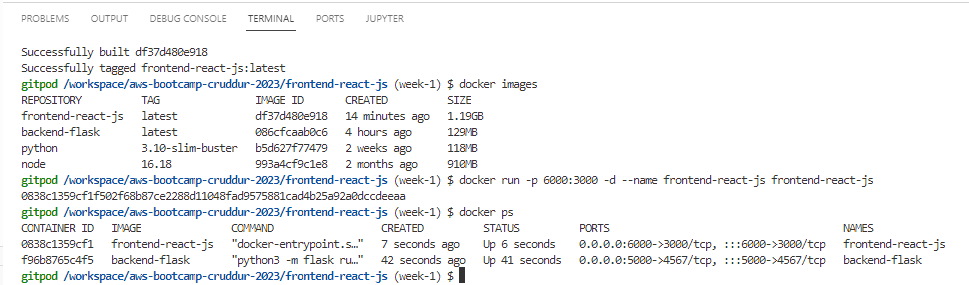 PROBLEMS OUTPUT DEBUG CONSOLE TERMINAL PORTS JUPYTER
Successfully built df37d480e918
Successfully tagged frontend-react-js:latest
gitpod /workspace/aws-bootcamp-cruddur-2023/frontend-react-js (week-1) $ docker images
REPOSITORY TAG IMAGE ID CREATED SIZE
frontend-react-js latest df37d480e918 14 minutes ago 1.19GB
backend-flask latest 086cfcaab0c6 4 hours ago 129MB
python 3.10-slim-buster b5d627f77479 2 weeks ago 118MB
node 16.18 993a4cf9c1e8 2 months ago 910MB
gitpod /workspace/aws-bootcamp-cruddur-2023/frontend-react-js (week-1) $ docker run -p 6000:3000 -d --name frontend-react-js frontend-react-js
0838c1359cf1f502f68b87ce2288d11048fad9575881cad4b25a92a0dccdeeaa
gitpod /workspace/aws-bootcamp-cruddur-2023/frontend-react-js (week-1) $ docker ps
CONTAINER ID IMAGE COMMAND CREATED STATUS PORTS NAMES
0838c1359cf1 frontend-react-js "docker-entrypoint.s…" 7 seconds ago Up 6 seconds 0.0.0.0:6000->3000/tcp, :::6000->3000/tcp frontend-react-js
f96b8765c4f5 backend-flask "python3 -m flask ru…" 42 seconds ago Up 41 seconds 0.0.0.0:5000->4567/tcp, :::5000->4567/tcp backend-flask
gitpod /workspace/aws-bootcamp-cruddur-2023/frontend-react-js (week-1) $